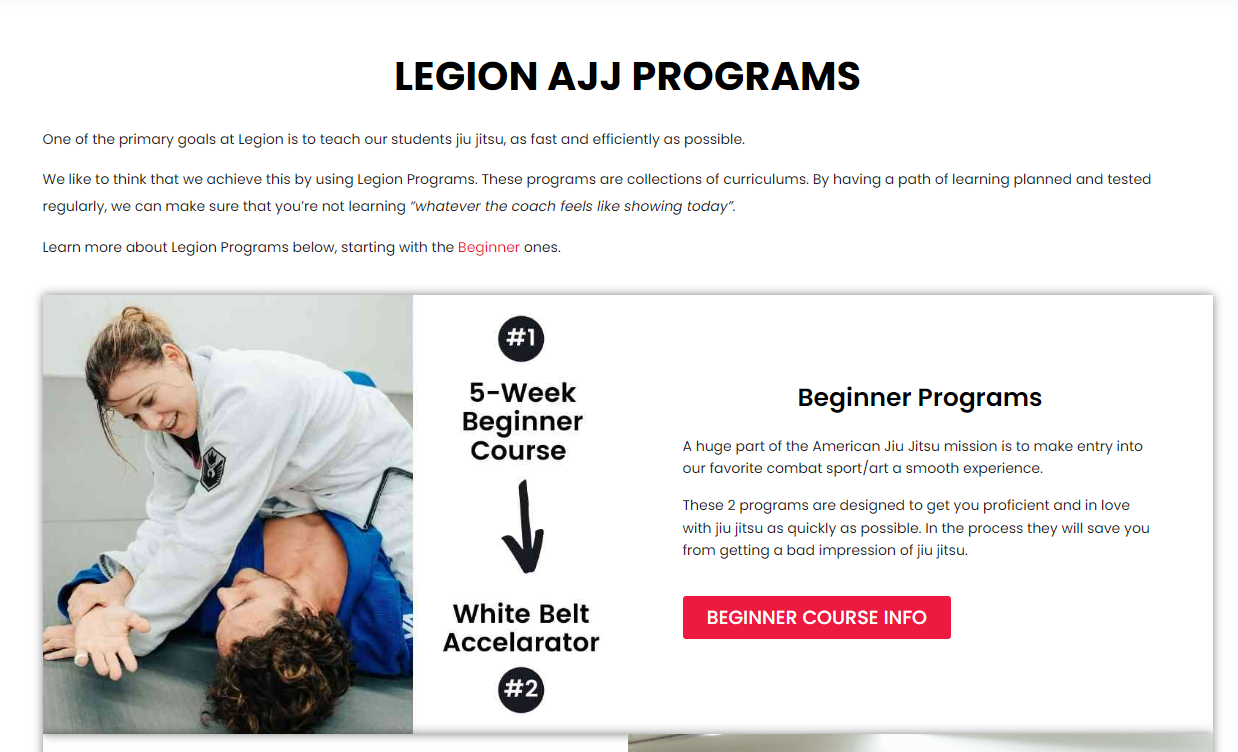 LEGION AJJ PROGRAMS
One of the primary goals at Legion is to teach our students jiu jitsu, as fast and efficiently as possible.
We like to think that we achieve this by using Legion Programs. These programs are collections of curriculums. By having a path of learning planned and tested
regularly, we can make sure that you’re not learning “whatever the coach feels like showing today”.
Learn more about Legion Programs below, starting with the Beginner ones.
#1
5-Week
Beginner
Course
White Belt
Accelarator
#2
Beginner Programs
A huge part of the American Jiu Jitsu mission is to make entry into
our favorite combat sport/art a smooth experience.
These 2 programs are designed to get you proficient and in love
with jiu jitsu as quickly as possible. In the process they will save you
from getting a bad impression of jiu jitsu.
BEGINNER COURSE INFO